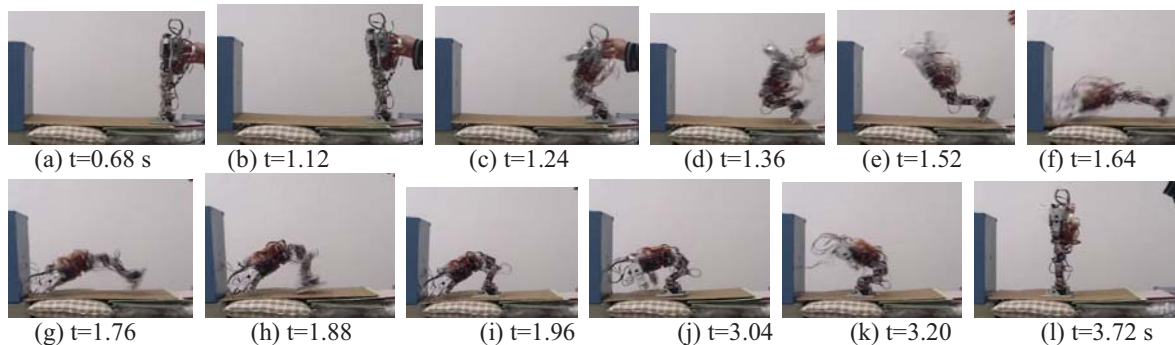 (a) t=0.68 s (b) t=1.12 (c) t=1.24 (d) t=1.36 (e) t=1.52 (f) t=1.64
(g) t=1.76 (h) t=1.88 (i) t=1.96 (j) t=3.04 (k) t=3.20 (l) t=3.72 s